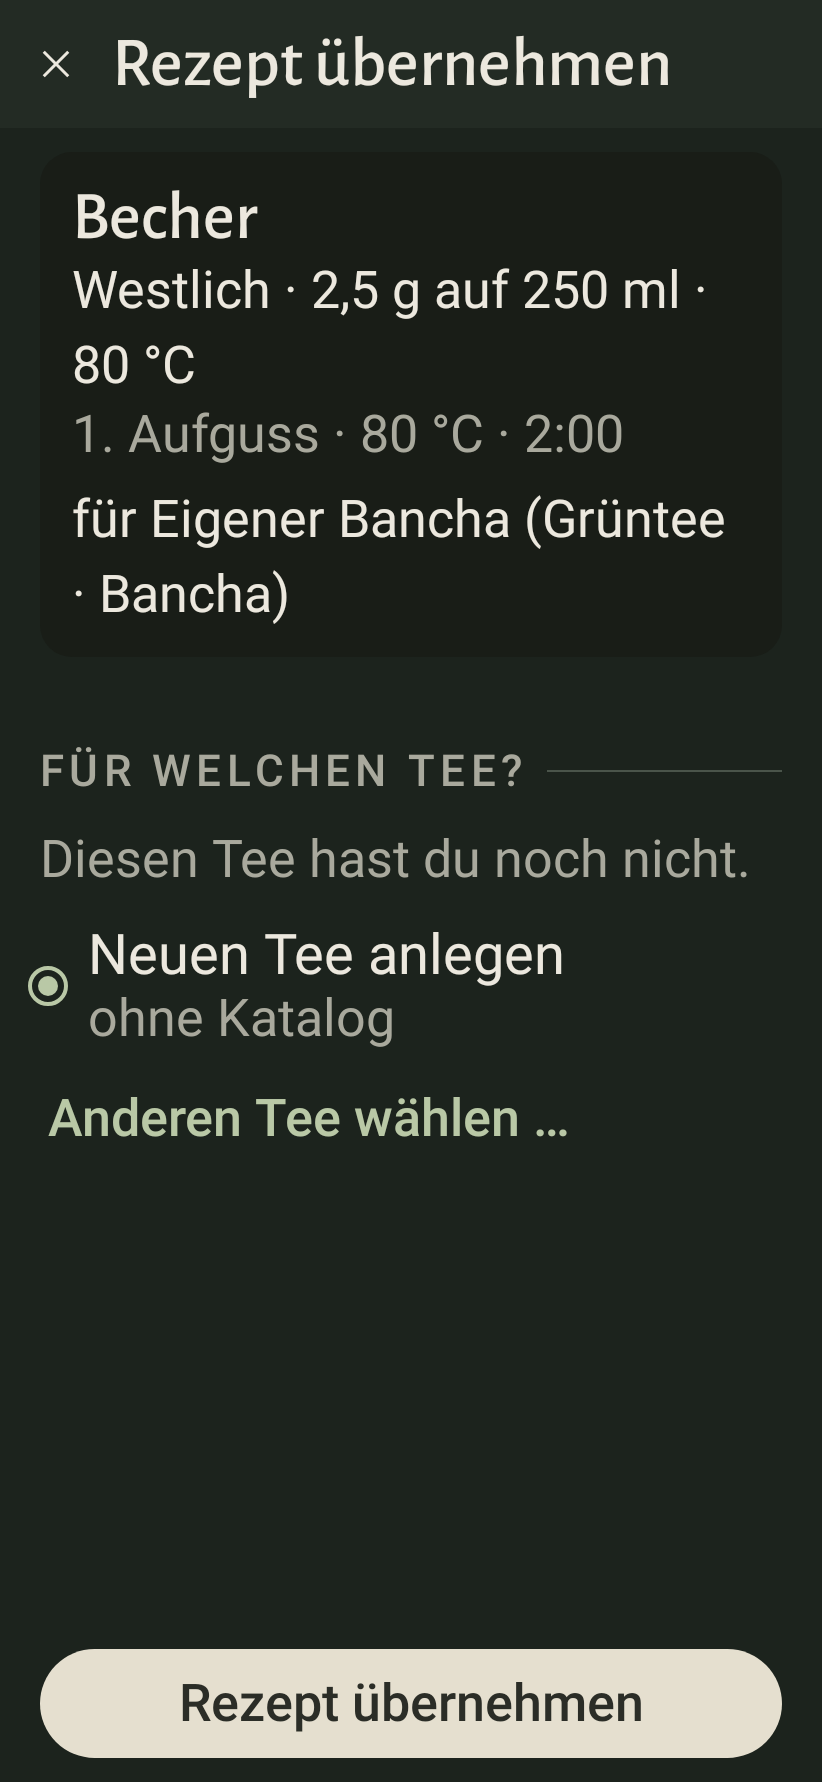 Rezept übernehmen
Becher
Westlich · 2,5 g auf 250 ml ·
80 °C
1. Aufguss · 80 °C · 2:00
für Eigener Bancha (Grüntee
· Bancha)
FÜR WELCHEN TEE?
Diesen Tee hast du noch nicht.
Neuen Tee anlegen
ohne Katalog
Anderen Tee wählen ...
Rezept übernehmen